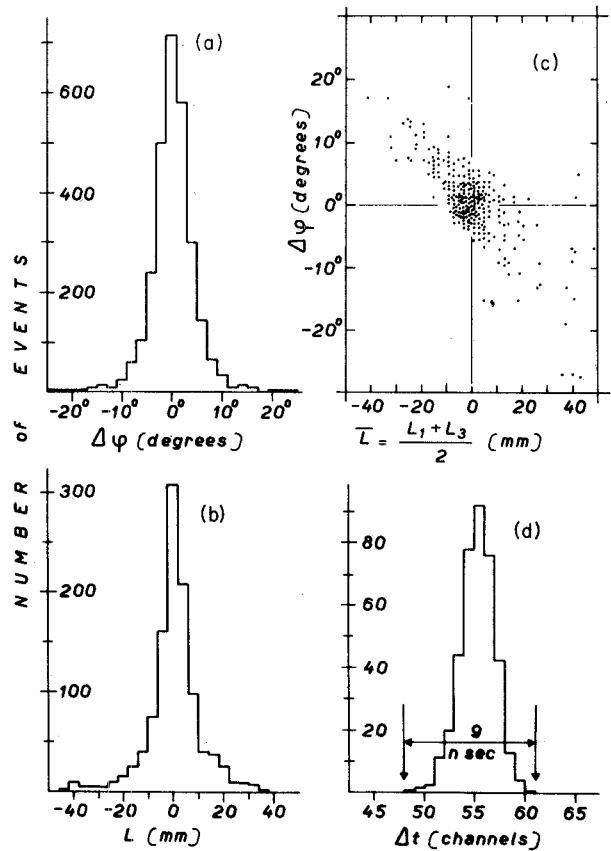 NUMBER of EVENTS
(a)
600
400
200
-20° -10° 0° 10° 20°
Δφ (degrees)
(c)
Δφ (degrees)
20°
10°
0°
-10°
-20°
-40 -20 0 20 40
L̅ = L₁ + L₃ / 2 (mm)
(b)
300
200
100
-40 -20 0 20 40
L (mm)
(d)
80
60
40
20
9
n sec
45 50 55 60 65
Δt (channels)